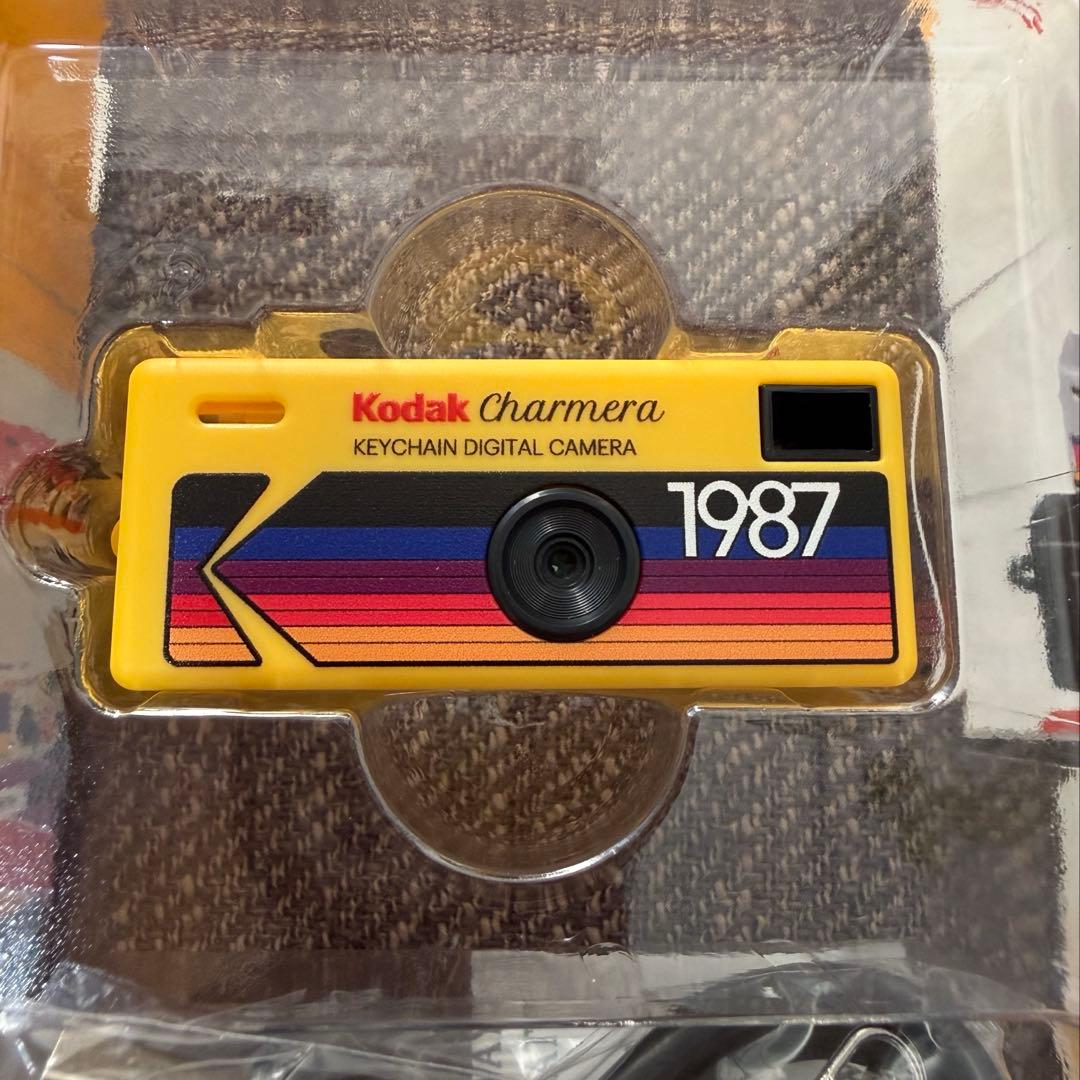 Kodak Charmera
KEYCHAIN DIGITAL CAMERA
1987